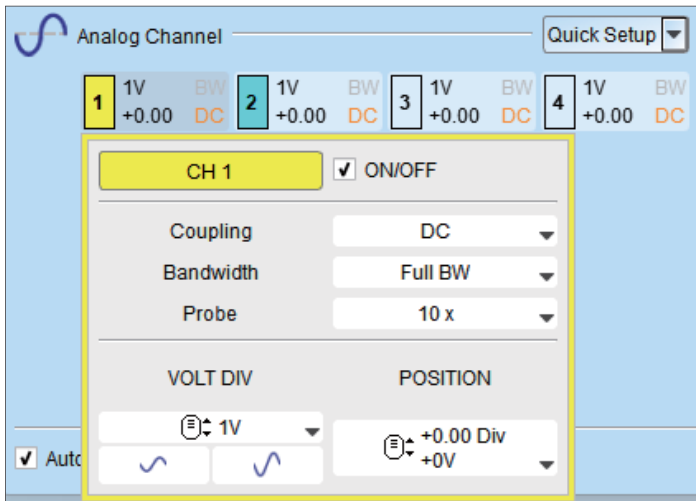 Analog Channel
Quick Setup
1 1V BW +0.00 DC
2 1V BW +0.00 DC
3 1V BW +0.00 DC
4 1V BW +0.00 DC
CH 1 ON/OFF
Coupling DC
Bandwidth Full BW
Probe 10 x
VOLT DIV POSITION
1V
+0.00 Div
+0V